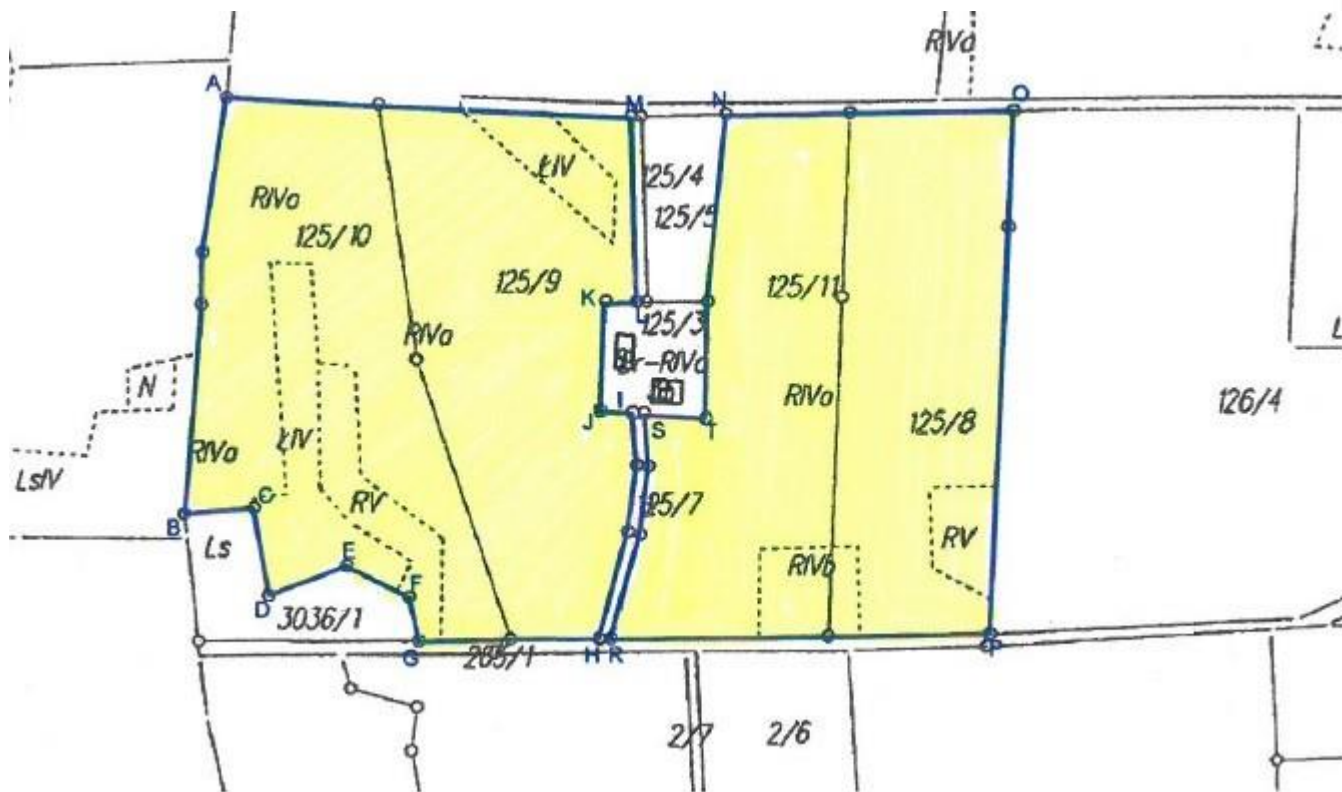 RIVa
A
M
N
O
ŁIV
125/4
RIVa
125/5
125/10
125/9
K
L
125/11
125/3
RIVa
Br-RIVa
B
N
RIVa
J
I
S
T
125/8
126/4
RIVa
ŁIV
LsIV
RV
C
125/7
B
Ls
RV
E
RIVb
F
D
3036/1
G
285/1
H
R
P
2/7
2/6